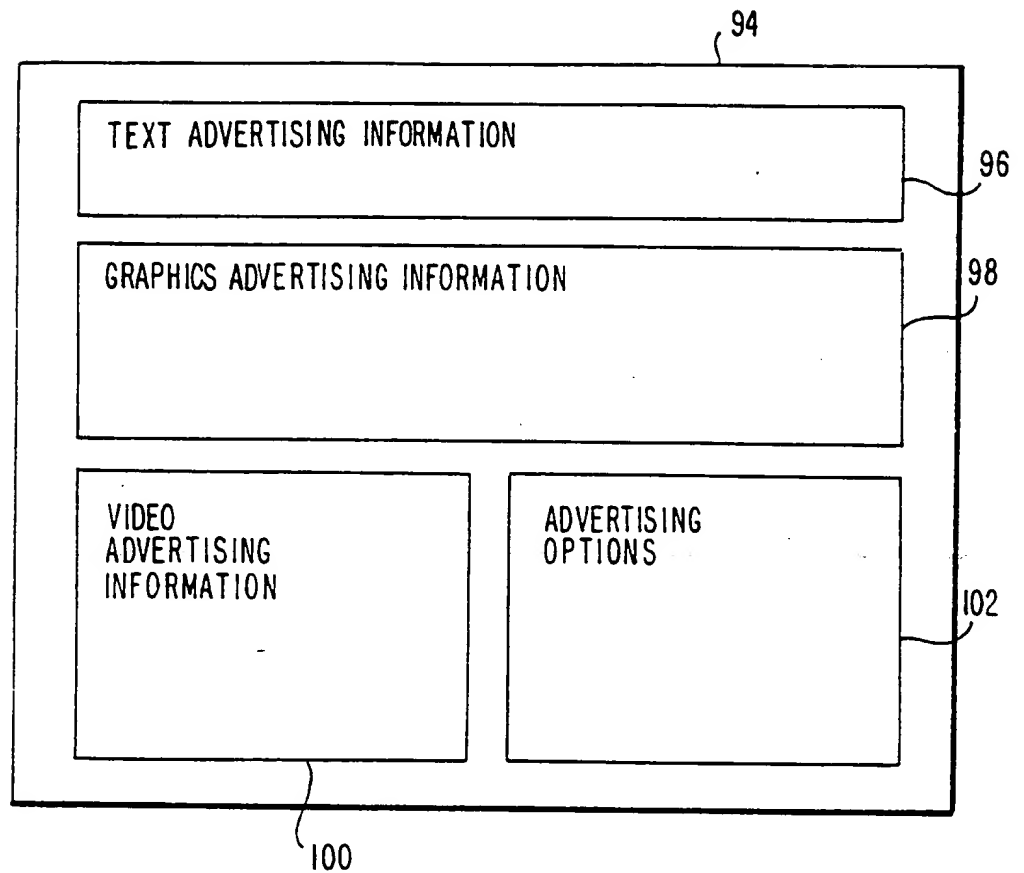 94
TEXT ADVERTISING INFORMATION
96
GRAPHICS ADVERTISING INFORMATION
98
VIDEO
ADVERTISING
INFORMATION
ADVERTISING
OPTIONS
102
100